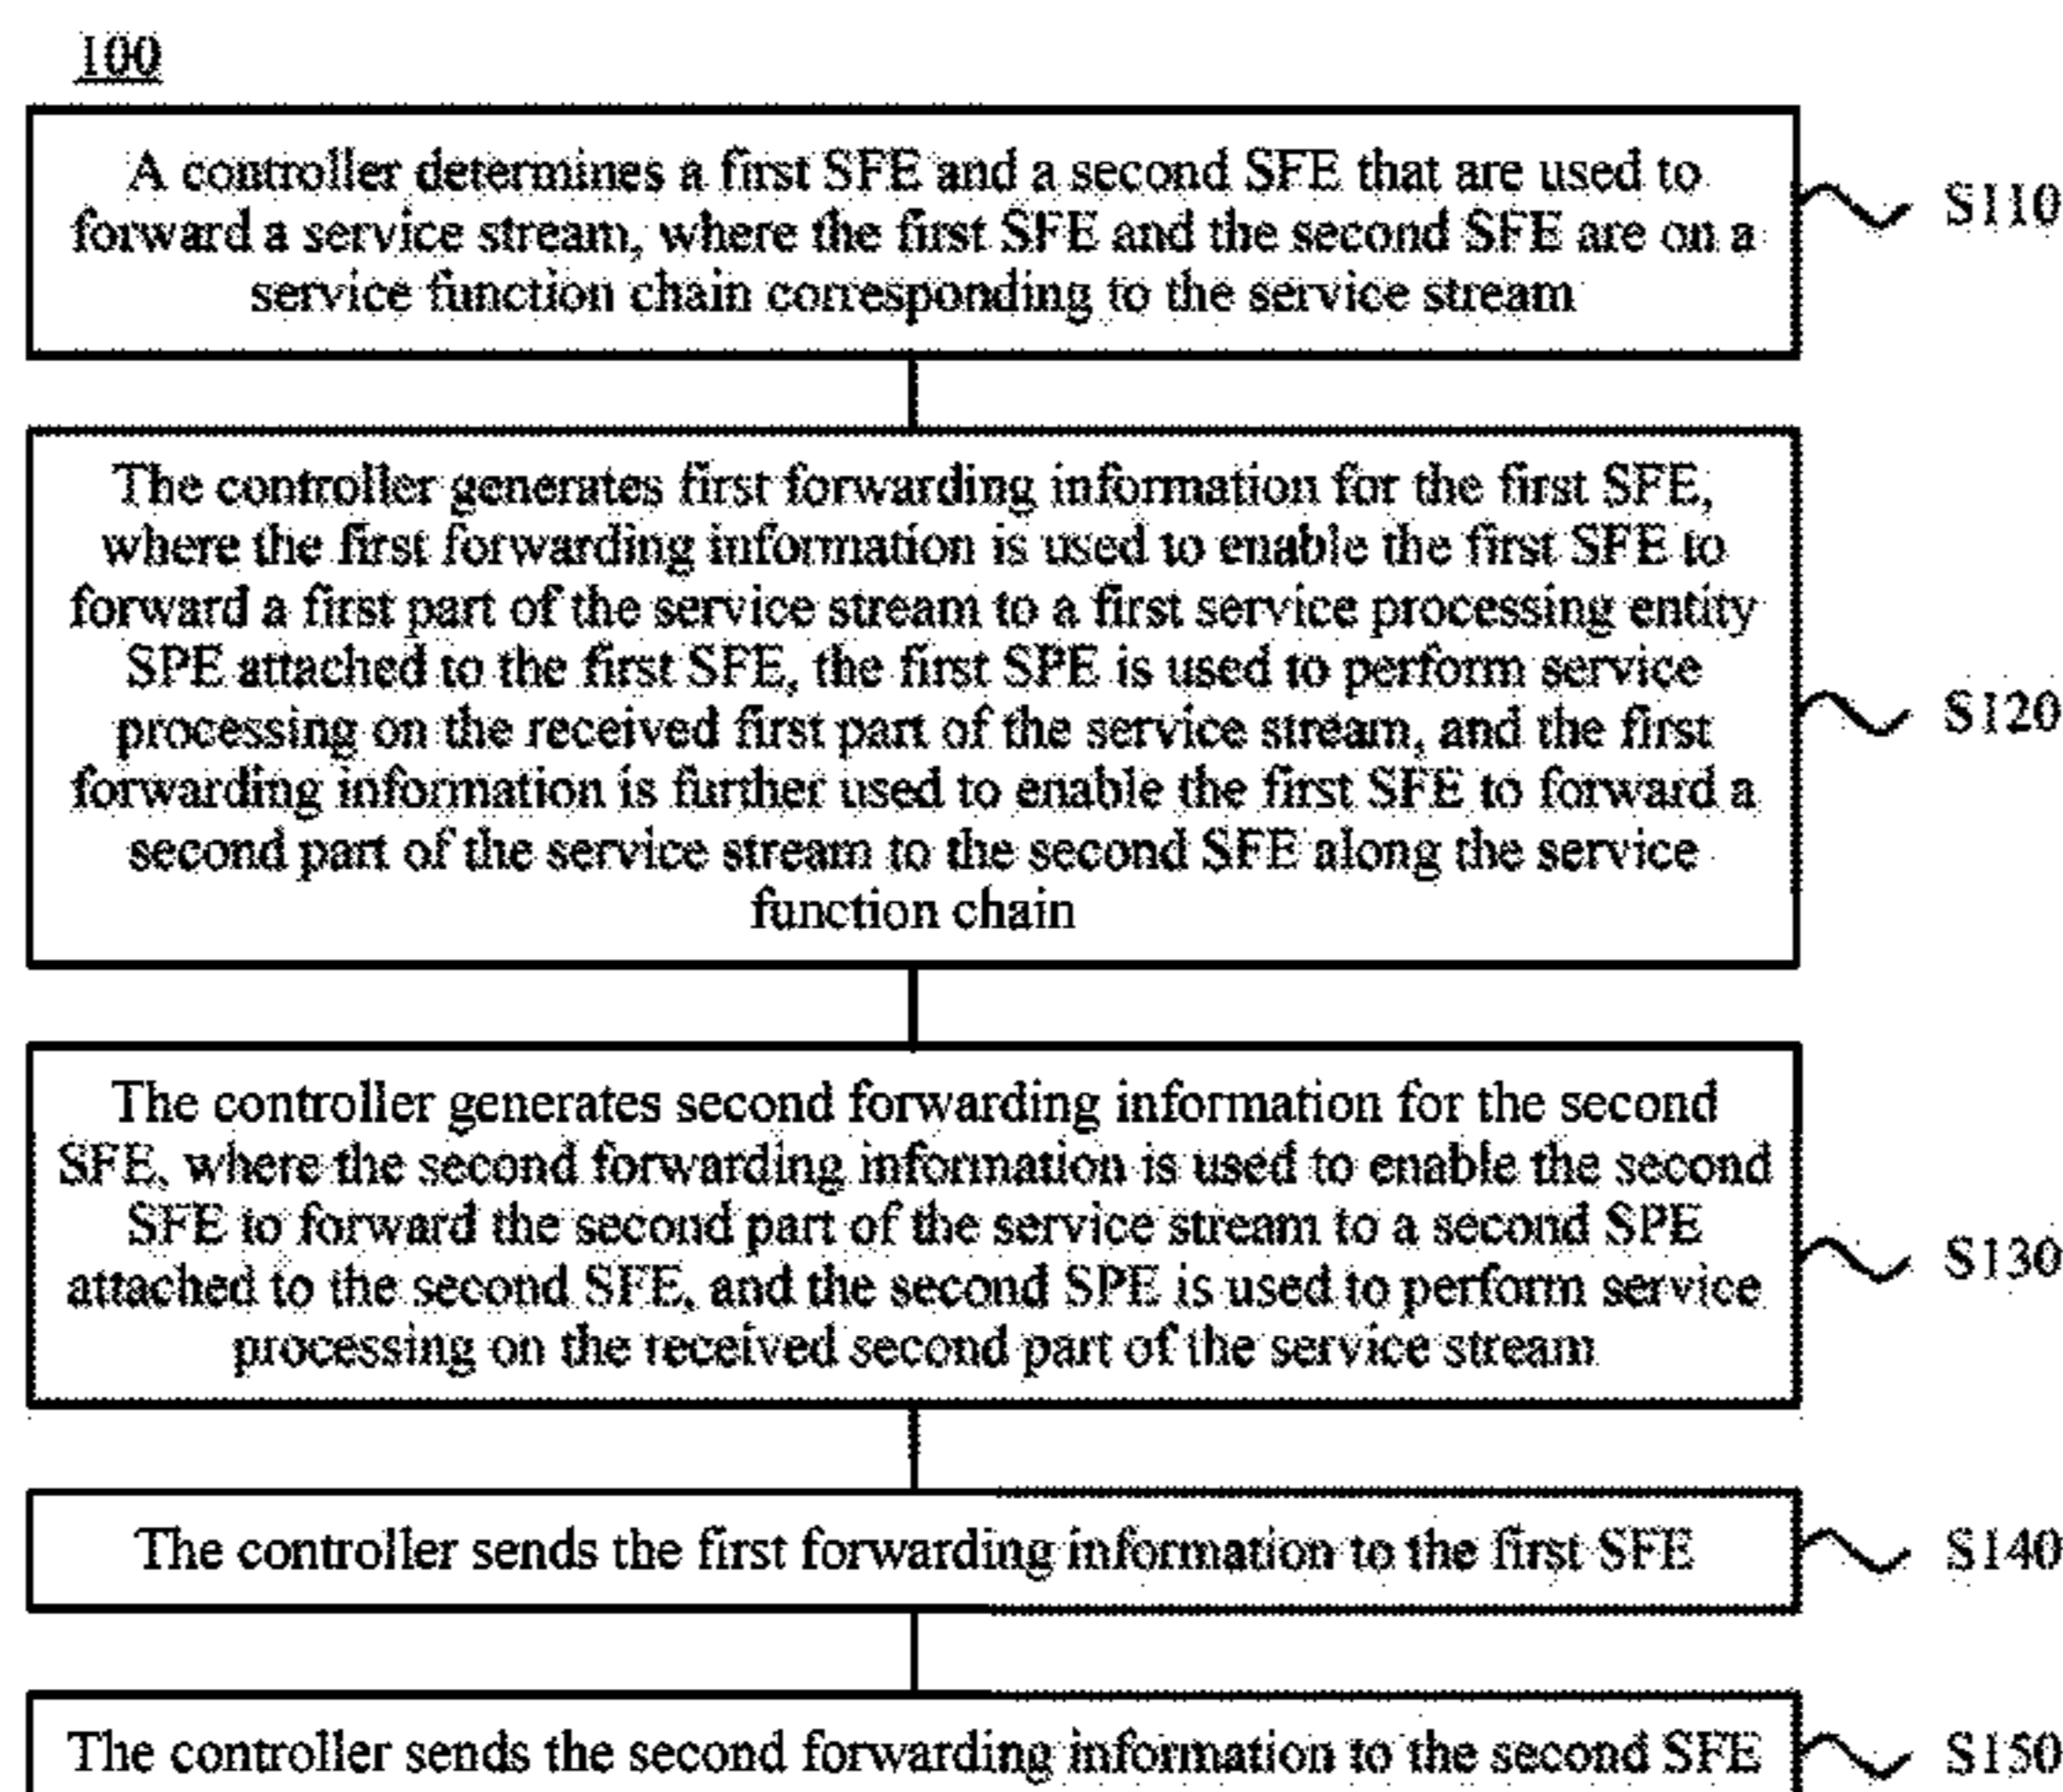 100
A controller determines a first SFE and a second SFE that are used to
forward a service stream, where the first SFE and the second SFE are on a
service function chain corresponding to the service stream
S110
The controller generates first forwarding information for the first SFE,
where the first forwarding information is used to enable the first SFE to
forward a first part of the service stream to a first service processing entity
SPE attached to the first SFE, the first SPE is used to perform service
processing on the received first part of the service stream, and the first
forwarding information is further used to enable the first SFE to forward a
second part of the service stream to the second SFE along the service
function chain
S120
The controller generates second forwarding information for the second
SFE, where the second forwarding information is used to enable the second
SFE to forward the second part of the service stream to a second SPE
attached to the second SFE, and the second SPE is used to perform service
processing on the received second part of the service stream
S130
The controller sends the first forwarding information to the first SFE
S140
The controller sends the second forwarding information to the second SFE
S150